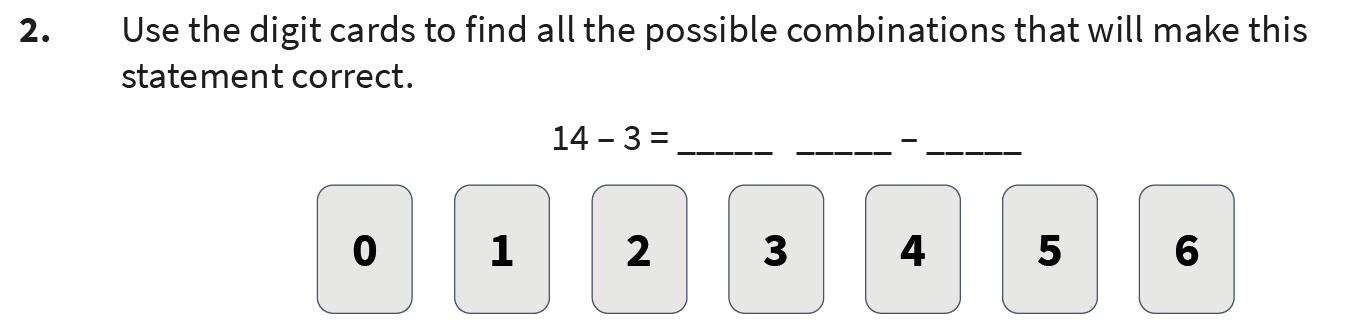 2. Use the digit cards to find all the possible combinations that will make this
statement correct.
14 – 3 = _____ _____ – _____
0 1 2 3 4 5 6